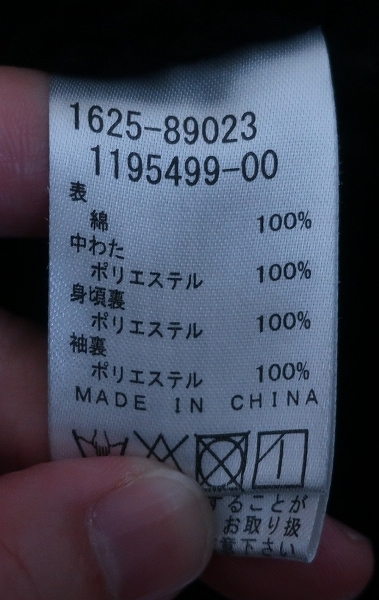 1625-89023
1195499-00
表
綿 100%
中わた
ポリエステル 100%
身頃裏
ポリエステル 100%
袖裏
ポリエステル 100%
MADE IN CHINA
することが
お取り扱
意下さい